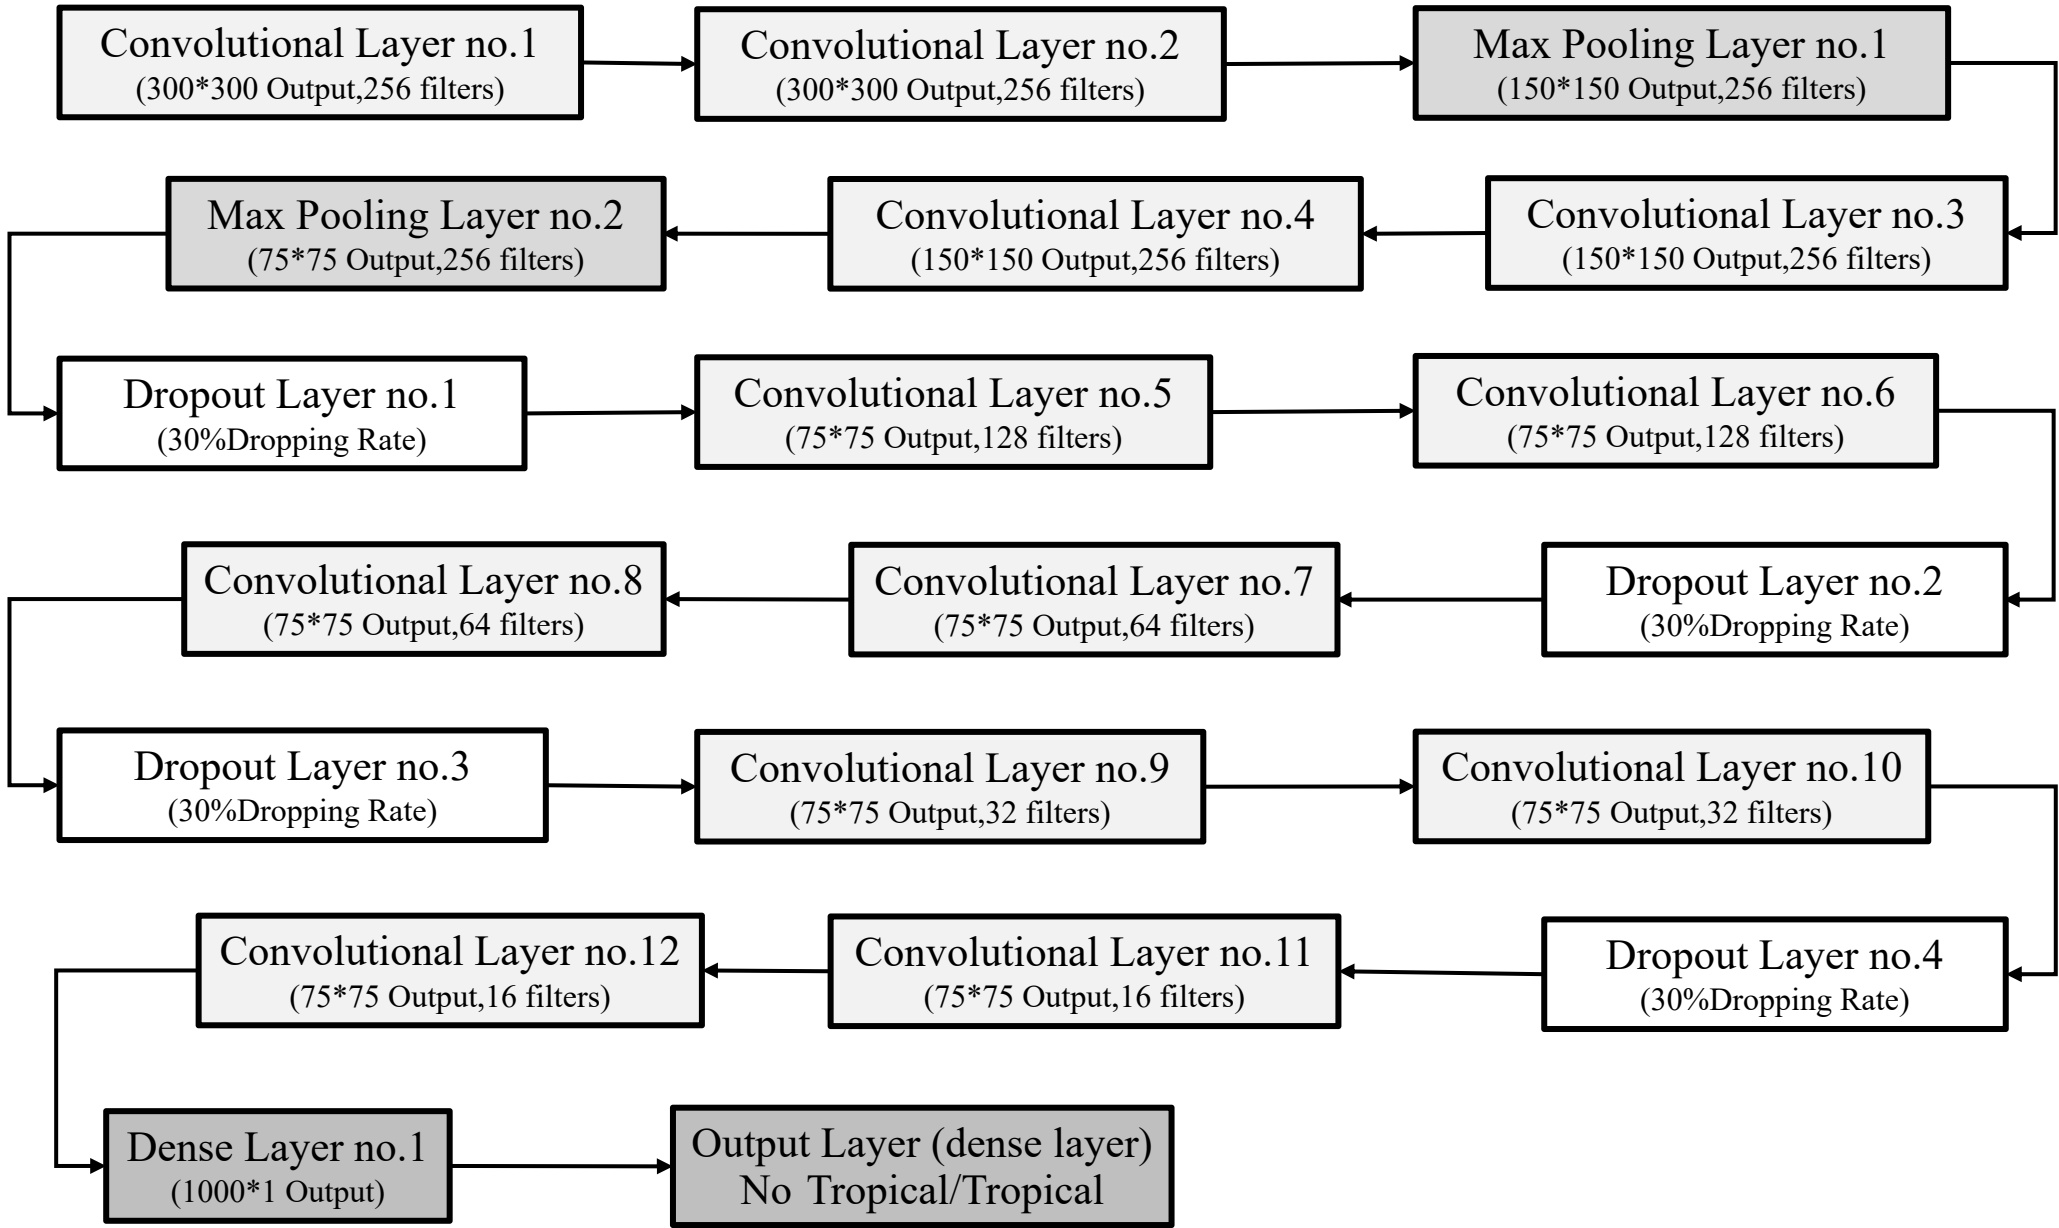 Convolutional Layer no.1
(300*300 Output,256 filters)
Convolutional Layer no.2
(300*300 Output,256 filters)
Max Pooling Layer no.1
(150*150 Output,256 filters)
Convolutional Layer no.3
(150*150 Output,256 filters)
Convolutional Layer no.4
(150*150 Output,256 filters)
Max Pooling Layer no.2
(75*75 Output,256 filters)
Dropout Layer no.1
(30%Dropping Rate)
Convolutional Layer no.5
(75*75 Output,128 filters)
Convolutional Layer no.6
(75*75 Output,128 filters)
Dropout Layer no.2
(30%Dropping Rate)
Convolutional Layer no.7
(75*75 Output,64 filters)
Convolutional Layer no.8
(75*75 Output,64 filters)
Dropout Layer no.3
(30%Dropping Rate)
Convolutional Layer no.9
(75*75 Output,32 filters)
Convolutional Layer no.10
(75*75 Output,32 filters)
Dropout Layer no.4
(30%Dropping Rate)
Convolutional Layer no.11
(75*75 Output,16 filters)
Convolutional Layer no.12
(75*75 Output,16 filters)
Dense Layer no.1
(1000*1 Output)
Output Layer (dense layer)
No Tropical/Tropical